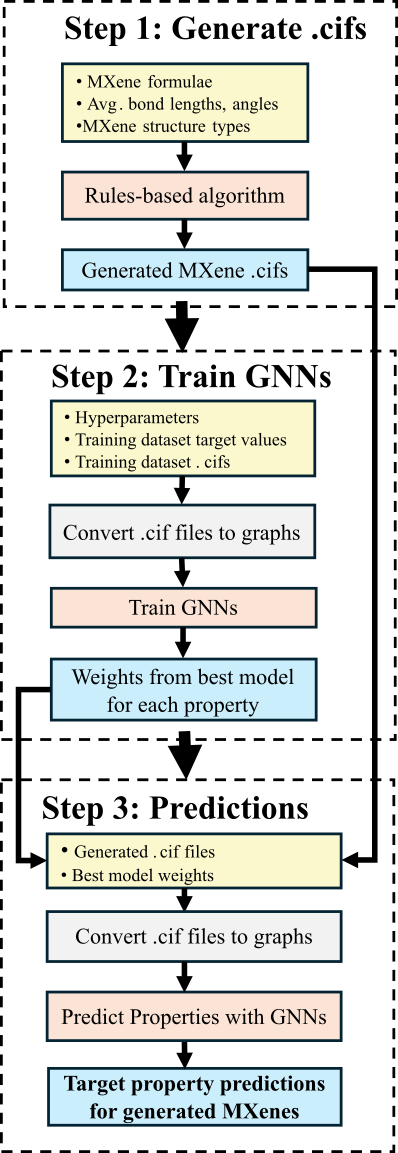 Step 1: Generate .cifs
• MXene formulae
• Avg. bond lengths, angles
•MXene structure types
Rules-based algorithm
Generated MXene .cifs
Step 2: Train GNNs
• Hyperparameters
• Training dataset target values
• Training dataset . cifs
Convert .cif files to graphs
Train GNNs
Weights from best model
for each property
Step 3: Predictions
• Generated .cif files
• Best model weights
Convert .cif files to graphs
Predict Properties with GNNs
Target property predictions
for generated MXenes